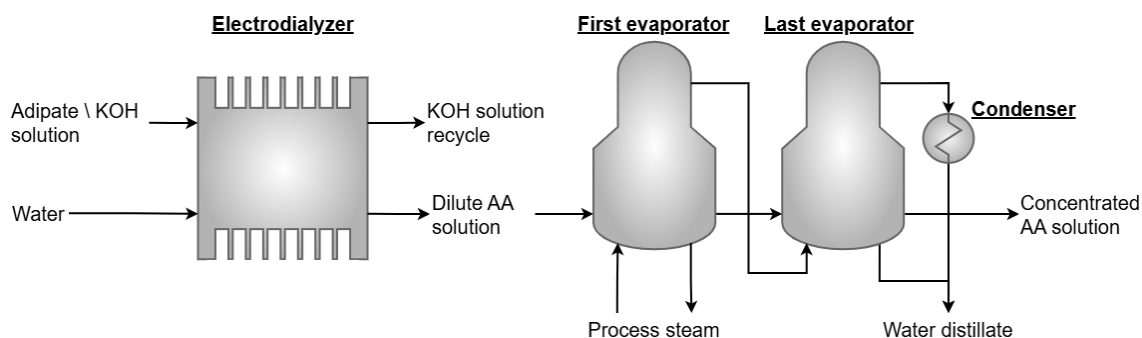 Electrodialyzer
First evaporator
Last evaporator
Adipate \ KOH
solution
KOH solution
recycle
Condenser
Water
Dilute AA
solution
Concentrated
AA solution
Process steam
Water distillate